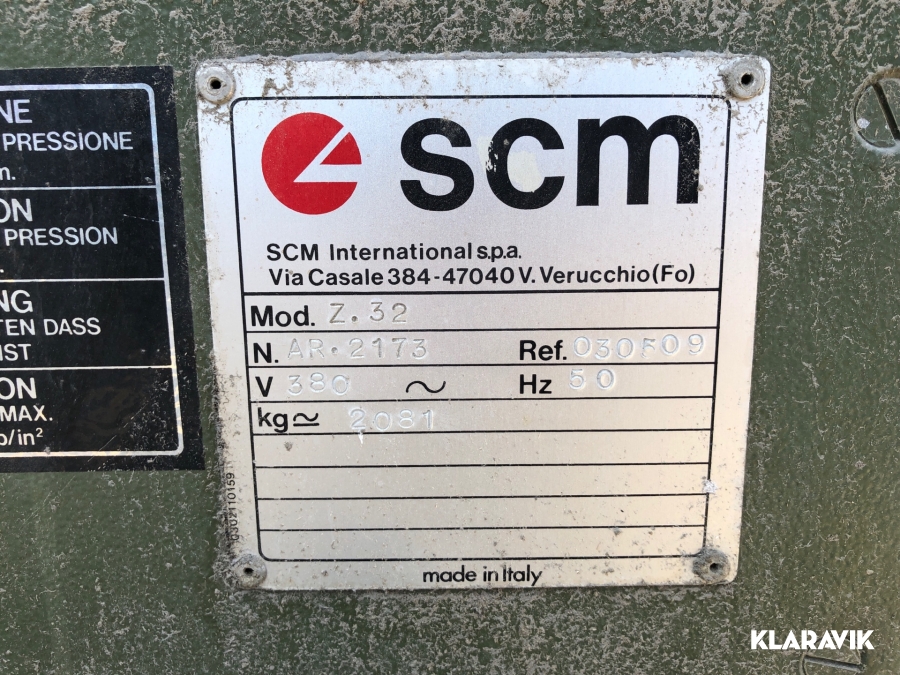 NE
PRESSIONE
m.
ON
PRESSION
NG
TEN DASS
IST
ON
MAX.
b/in²
scm
SCM International s.p.a.
Via Casale 384-47040 V. Verucchio (Fo)
Mod. Z.32
N. AR·2173 Ref. 030F09
V 380 ~ Hz 50
kg≃ 2081
made in Italy
KLARAVIK